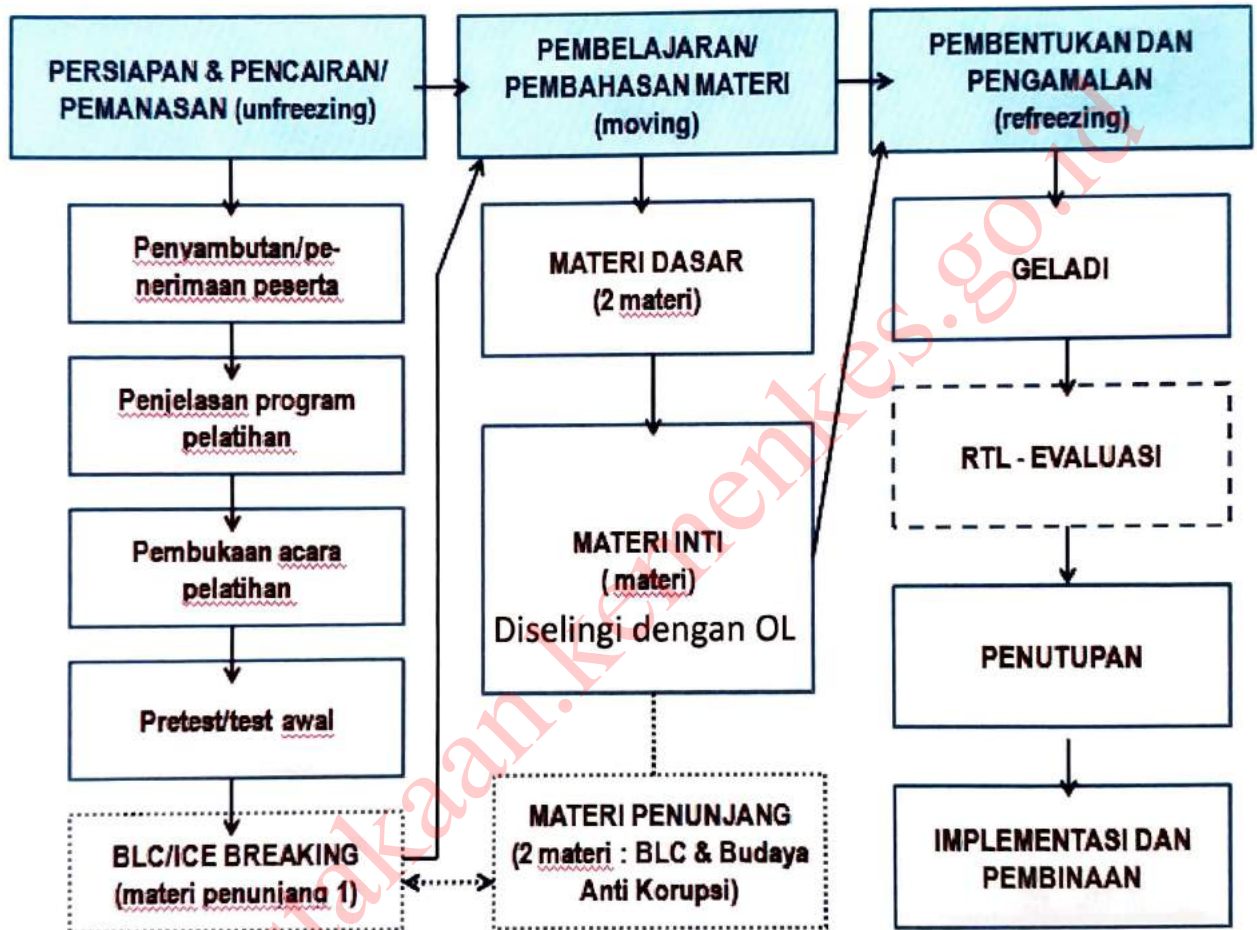 PERSIAPAN & PENCAIRAN/
PEMANASAN (unfreezing)
Penyambutan/pe-
nerimaan peserta
Penjelasan program
pelatihan
Pembukaan acara
pelatihan
Pretest/test awal
BLC/ICE BREAKING
(materi penunjang 1)
PEMBELAJARAN/
PEMBAHASAN MATERI
(moving)
MATERI DASAR
(2 materi)
MATERI INTI
( materi)
Diselingi dengan OL
MATERI PENUNJANG
(2 materi : BLC & Budaya
Anti Korupsi)
PEMBENTUKAN DAN
PENGAMALAN
(refreezing)
GELADI
RTL - EVALUASI
PENUTUPAN
IMPLEMENTASI DAN
PEMBINAAN
akaan.kemenkes.go.id